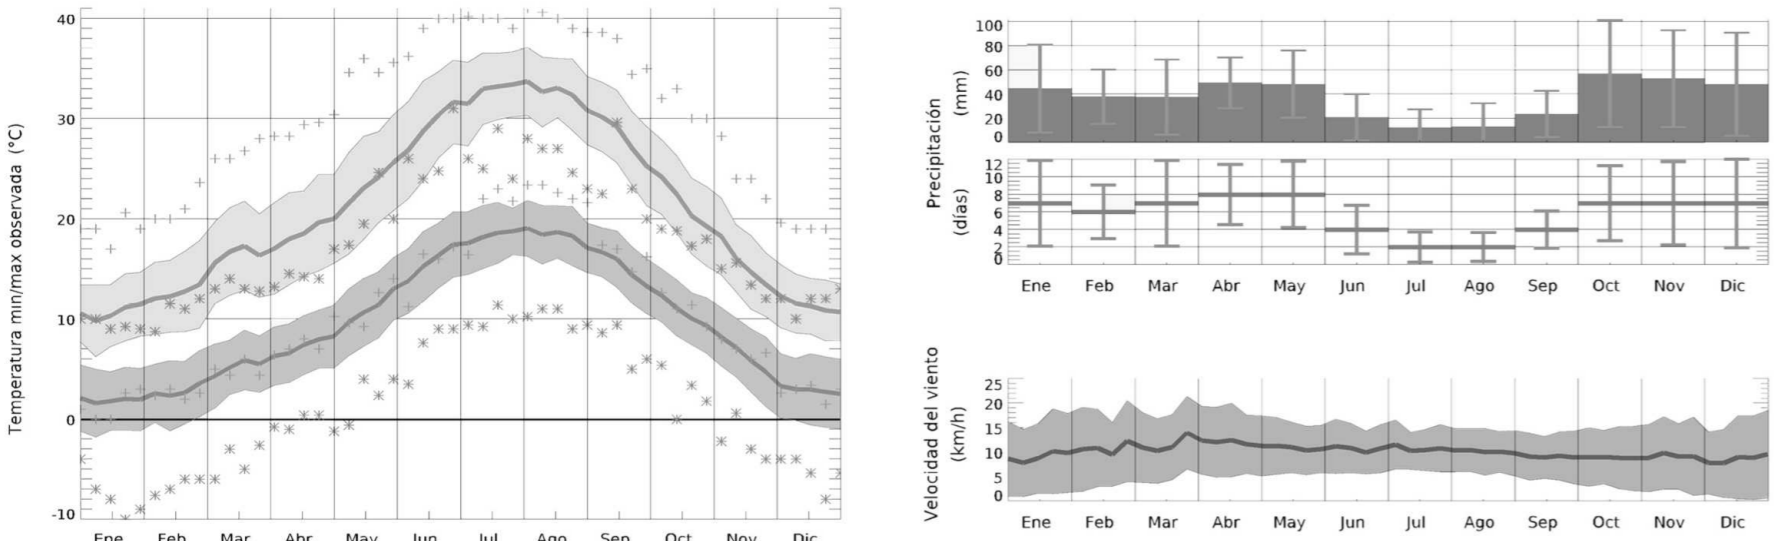 Temperatura min/max observada (°C)
40
30
20
10
0
-10
Ene Feb Mar Abr May Jun Jul Ago Sep Oct Nov Dic
Precipitación
(mm)
100
80
60
40
20
0
(días)
12
10
8
6
4
2
0
Ene Feb Mar Abr May Jun Jul Ago Sep Oct Nov Dic
Velocidad del viento
(km/h)
25
20
15
10
5
0
Ene Feb Mar Abr May Jun Jul Ago Sep Oct Nov Dic